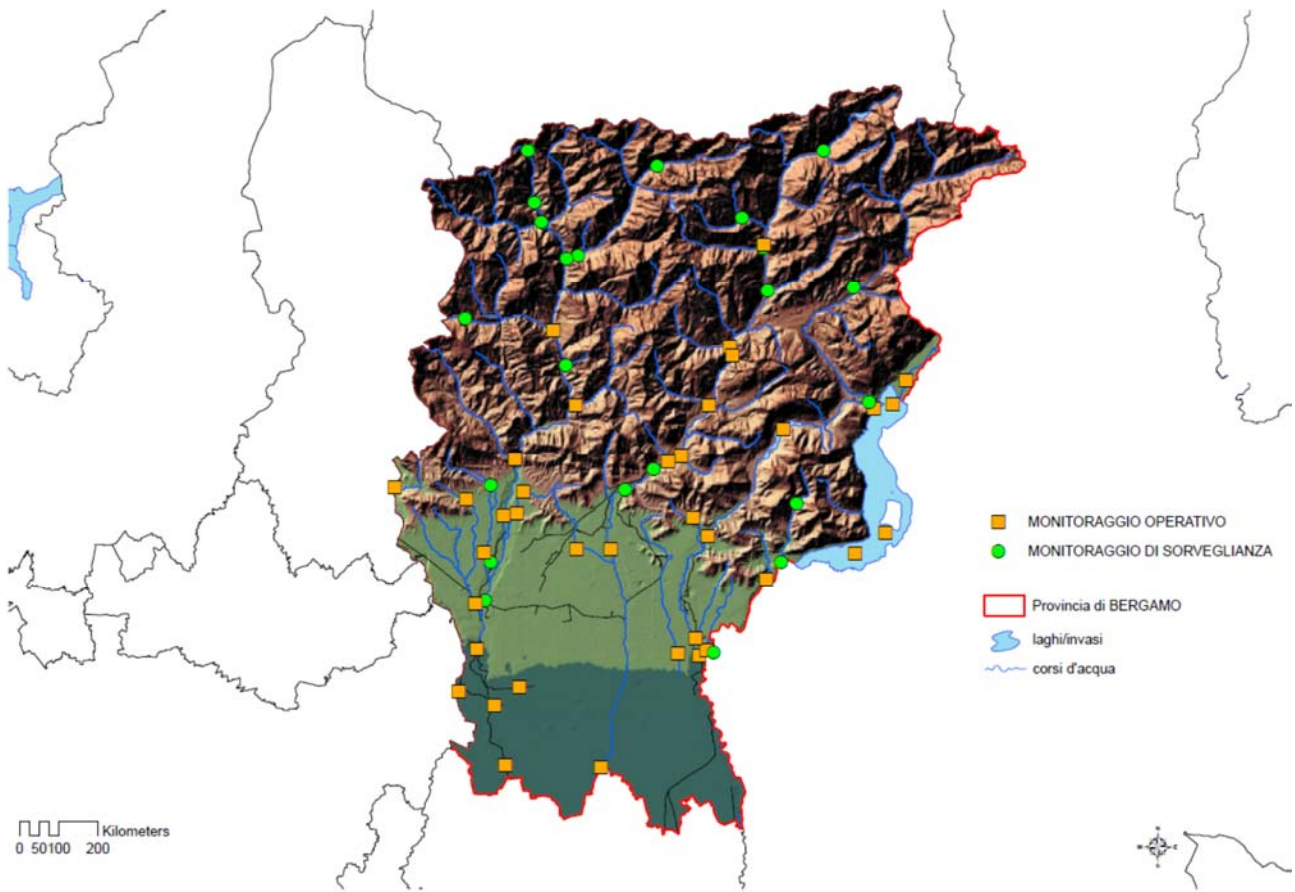 MONITORAGGIO OPERATIVO
MONITORAGGIO DI SORVEGLIANZA
Provincia di BERGAMO
laghi/invasi
corsi d'acqua
Kilometers
0 50100 200